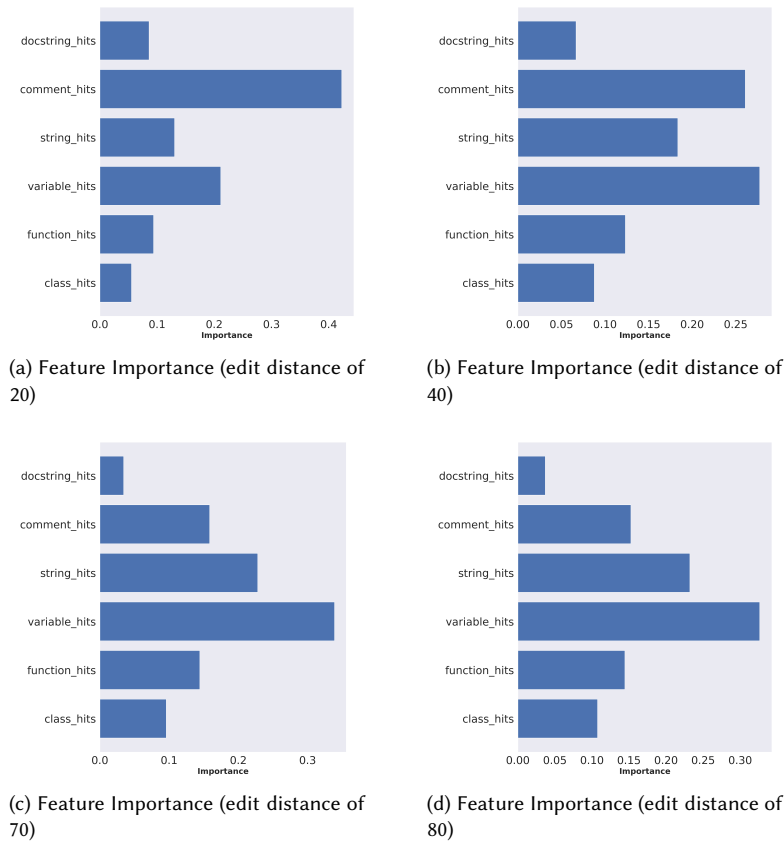 docstring_hits
comment_hits
string_hits
variable_hits
function_hits
class_hits
0.0 0.1 0.2 0.3 0.4
Importance
(a) Feature Importance (edit distance of
20)
docstring_hits
comment_hits
string_hits
variable_hits
function_hits
class_hits
0.00 0.05 0.10 0.15 0.20 0.25
Importance
(b) Feature Importance (edit distance of
40)
docstring_hits
comment_hits
string_hits
variable_hits
function_hits
class_hits
0.0 0.1 0.2 0.3
Importance
(c) Feature Importance (edit distance of
70)
docstring_hits
comment_hits
string_hits
variable_hits
function_hits
class_hits
0.00 0.05 0.10 0.15 0.20 0.25 0.30
Importance
(d) Feature Importance (edit distance of
80)